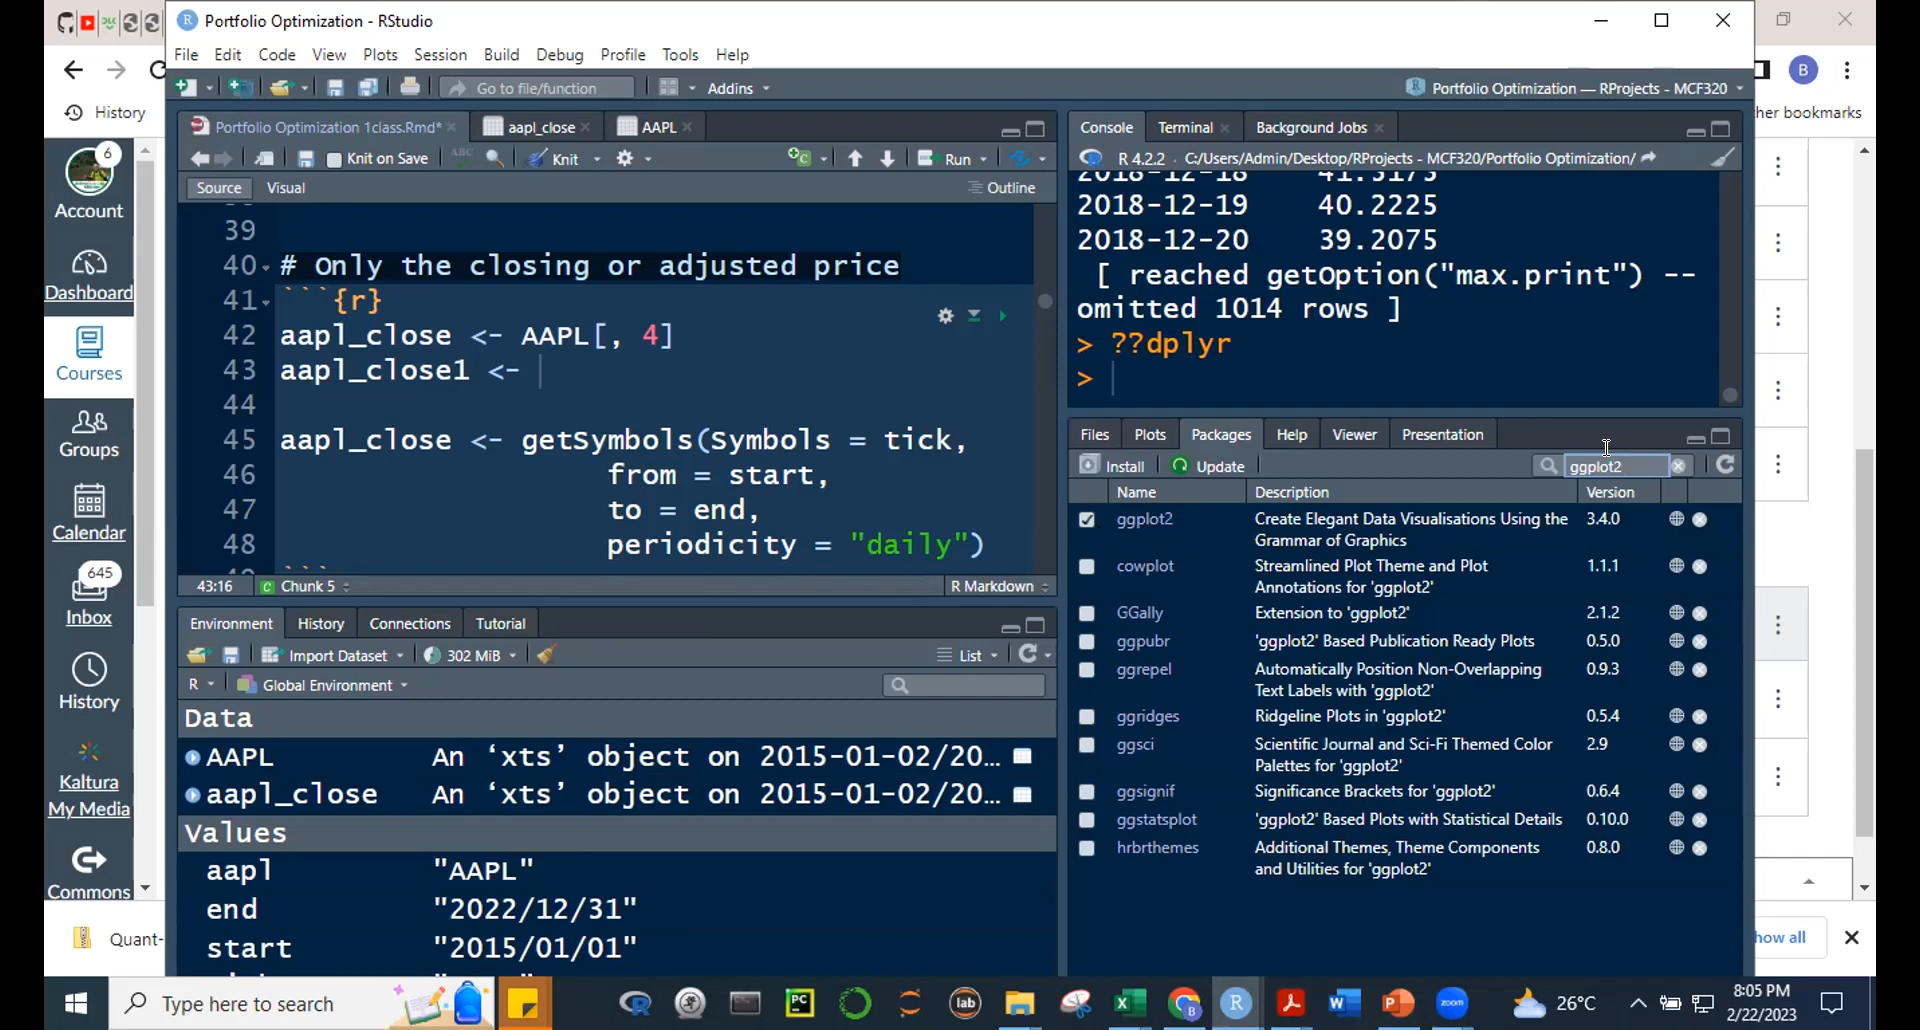 Portfolio Optimization - RStudio
File Edit Code View Plots Session Build Debug Profile Tools Help
Go to file/function
Addins
Portfolio Optimization — RProjects - MCF320
B
History
her bookmarks
6
Account
Dashboard
Courses
Groups
Calendar
645
Inbox
History
Kaltura
My Media
Commons
Portfolio Optimization 1class.Rmd*
aapl_close
AAPL
Knit on Save
ABC
Knit
Run
Source
Visual
Outline
39
40 # Only the closing or adjusted price
41 ```{r}
42 aapl_close <- AAPL[, 4]
43 aapl_close1 <-
44
45 aapl_close <- getSymbols(Symbols = tick,
46 from = start,
47 to = end,
48 periodicity = "daily")
```
43:16
Chunk 5
R Markdown
Environment History Connections Tutorial
Import Dataset
302 MiB
List
R
Global Environment
Data
AAPL An ‘xts’ object on 2015-01-02/20…
aapl_close An ‘xts’ object on 2015-01-02/20…
Values
aapl "AAPL"
end "2022/12/31"
start "2015/01/01"
Console Terminal Background Jobs
R 4.2.2 · C:/Users/Admin/Desktop/RProjects - MCF320/Portfolio Optimization/
2018-12-18 41.5175
2018-12-19 40.2225
2018-12-20 39.2075
[ reached getOption("max.print") --
omitted 1014 rows ]
> ??dplyr
>
Files Plots Packages Help Viewer Presentation
Install
Update
ggplot2
Name Description Version
ggplot2 Create Elegant Data Visualisations Using the 3.4.0
Grammar of Graphics
cowplot Streamlined Plot Theme and Plot 1.1.1
Annotations for 'ggplot2'
GGally Extension to 'ggplot2' 2.1.2
ggpubr 'ggplot2' Based Publication Ready Plots 0.5.0
ggrepel Automatically Position Non-Overlapping 0.9.3
Text Labels with 'ggplot2'
ggridges Ridgeline Plots in 'ggplot2' 0.5.4
ggsci Scientific Journal and Sci-Fi Themed Color 2.9
Palettes for 'ggplot2'
ggsignif Significance Brackets for 'ggplot2' 0.6.4
ggstatsplot 'ggplot2' Based Plots with Statistical Details 0.10.0
hrbrthemes Additional Themes, Theme Components 0.8.0
and Utilities for 'ggplot2'
Quant-
how all
Type here to search
PC
lab
zoom
26°C
8:05 PM
2/22/2023